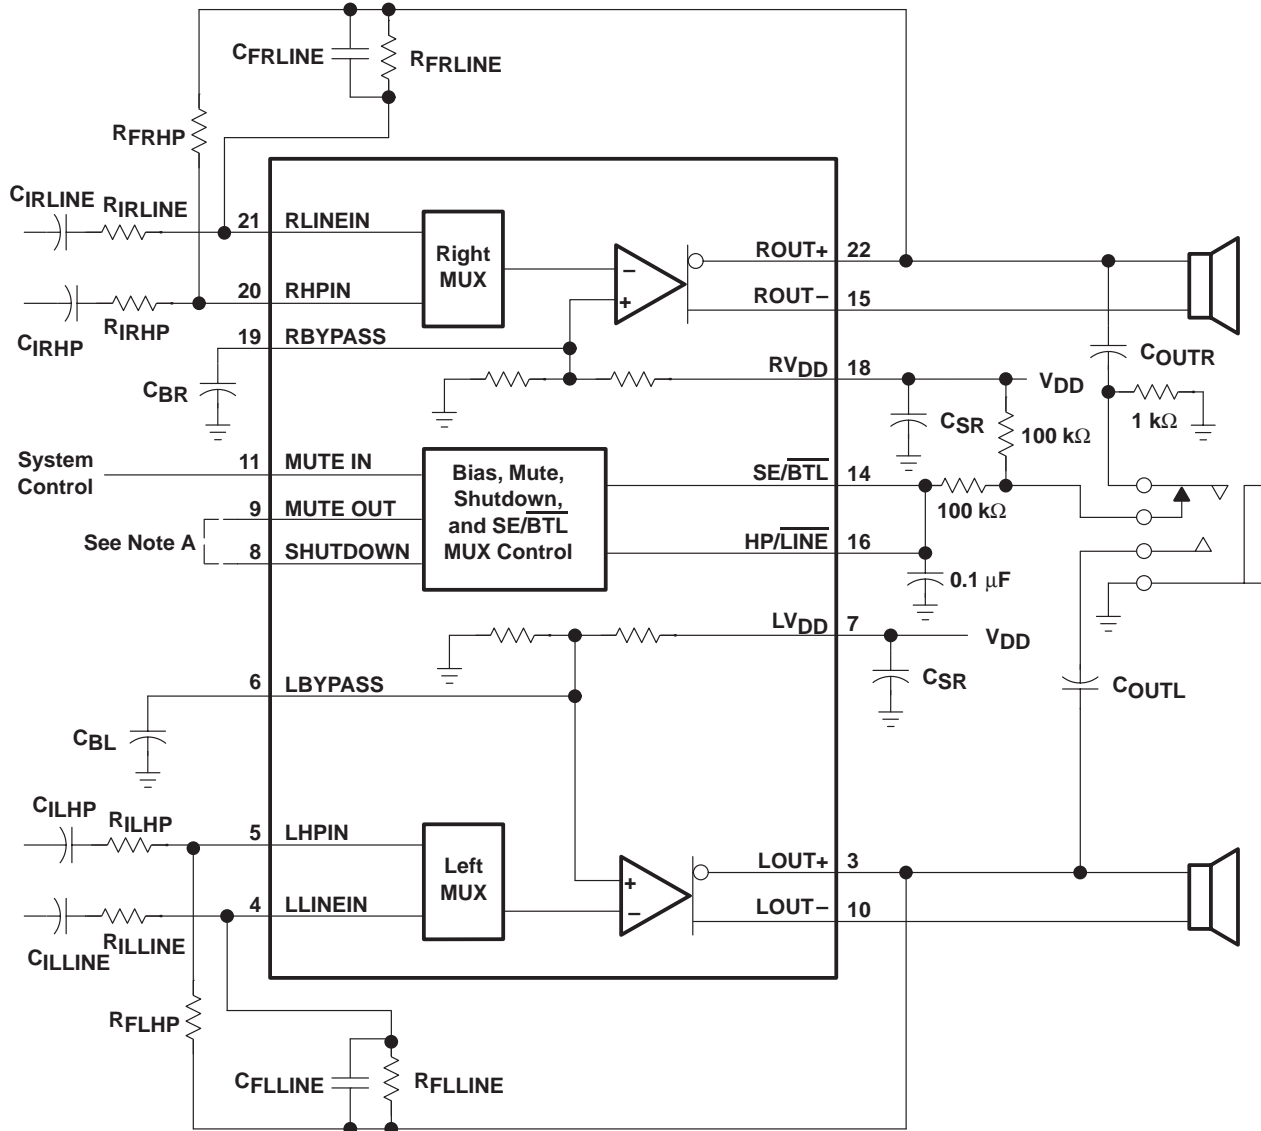 CFRLINE
RFRLINE
RFRHP
CIRLINE
RIRLINE
21 RLINEIN
Right
MUX
–
+
ROUT+ 22
ROUT– 15
20 RHPIN
RIRHP
CIRHP
19 RBYPASS
CBR
RVDD 18
VDD
CSR
100 kΩ
COUTR
1 kΩ
System
Control
11 MUTE IN
9 MUTE OUT
See Note A
8 SHUTDOWN
Bias, Mute,
Shutdown,
and SE/BTL
MUX Control
SE/BTL 14
100 kΩ
HP/LINE 16
0.1 μF
LVDD 7
VDD
CSR
COUTL
6 LBYPASS
CBL
CILHP
RILHP
5 LHPIN
Left
MUX
+
–
LOUT+ 3
LOUT– 10
4 LLINEIN
RILLINE
CILLINE
RFLHP
CFLLINE
RFLLINE